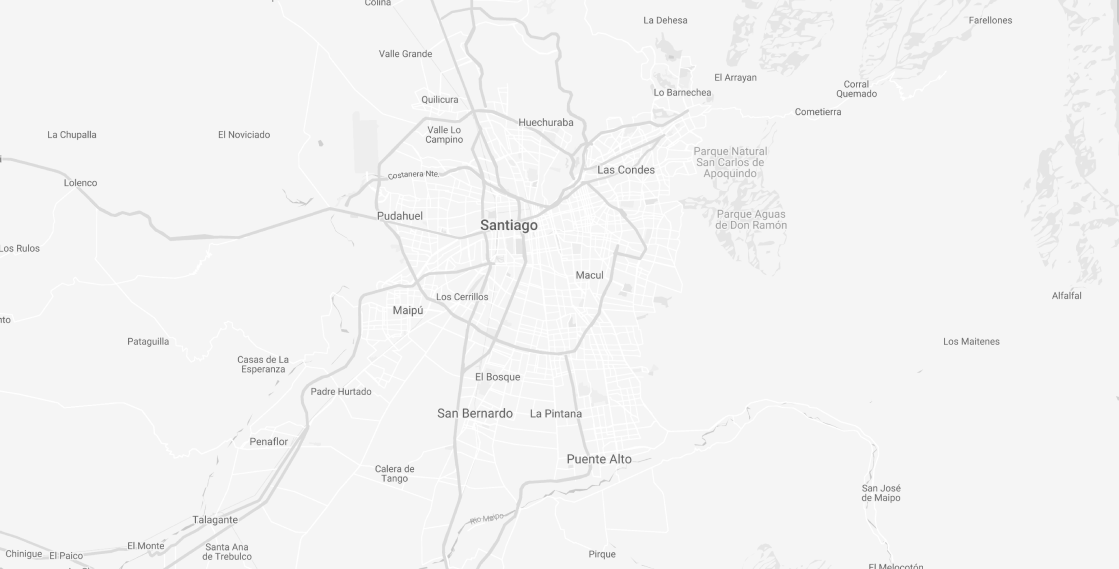 Colina
La Dehesa
Farellones
Valle Grande
El Arrayan
Corral
Quemado
Lo Barnechea
Quilicura
Cometierra
Huechuraba
La Chupalla
El Noviciado
Valle Lo
Campino
Parque Natural
San Carlos de
Apoquindo
Las Condes
Costanera Nte.
Lolenco
Pudahuel
Santiago
Parque Aguas
de Don Ramón
Los Rulos
Macul
Los Cerrillos
Alfalfal
Maipú
Pataguilla
Los Maitenes
Casas de La
Esperanza
El Bosque
Padre Hurtado
San Bernardo
La Pintana
Penaflor
Puente Alto
Calera de
Tango
San José
de Maipo
Talagante
Río Maipo
El Monte
Santa Ana
de Trebulco
Chinigue
El Paico
Pirque
El Melocotón